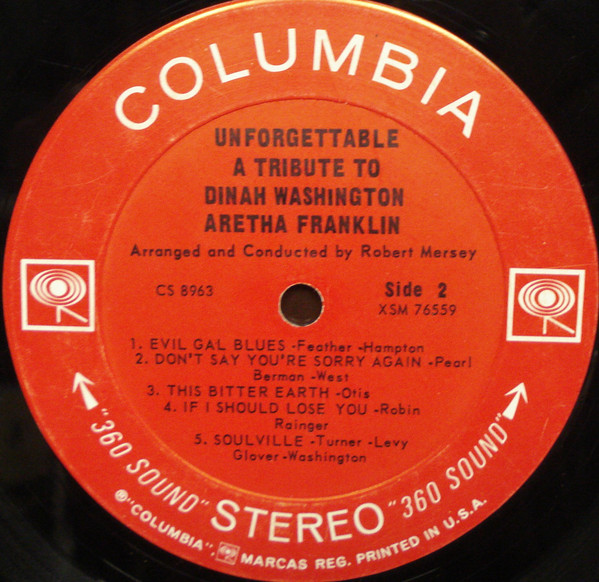 COLUMBIA
UNFORGETTABLE
A TRIBUTE TO
DINAH WASHINGTON
ARETHA FRANKLIN
Arranged and Conducted by Robert Mersey
CS 8963
Side 2
XSM 76559
1. EVIL GAL BLUES -Feather -Hampton
2. DON'T SAY YOU'RE SORRY AGAIN -Pearl
Berman -West
3. THIS BITTER EARTH -Otis
4. IF I SHOULD LOSE YOU -Robin
Rainger
5. SOULVILLE -Turner -Levy
Glover -Washington
"360 SOUND" STEREO "360 SOUND"
®"COLUMBIA", MARCAS REG. PRINTED IN U.S.A.